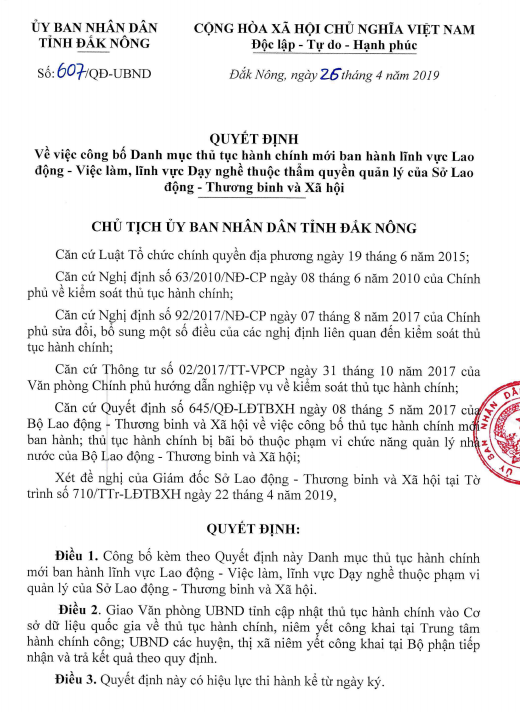 ỦY BAN NHÂN DÂN
TỈNH ĐẮK NÔNG
Số: 607/QĐ-UBND
CỘNG HÒA XÃ HỘI CHỦ NGHĨA VIỆT NAM
Độc lập - Tự do - Hạnh phúc
Đắk Nông, ngày 26 tháng 4 năm 2019
QUYẾT ĐỊNH
Về việc công bố Danh mục thủ tục hành chính mới ban hành lĩnh vực Lao
động - Việc làm, lĩnh vực Dạy nghề thuộc thẩm quyền quản lý của Sở Lao
động - Thương binh và Xã hội
CHỦ TỊCH ỦY BAN NHÂN DÂN TỈNH ĐẮK NÔNG
Căn cứ Luật Tổ chức chính quyền địa phương ngày 19 tháng 6 năm 2015;
Căn cứ Nghị định số 63/2010/NĐ-CP ngày 08 tháng 6 năm 2010 của Chính
phủ về kiểm soát thủ tục hành chính;
Căn cứ Nghị định số 92/2017/NĐ-CP ngày 07 tháng 8 năm 2017 của Chính
phủ sửa đổi, bổ sung một số điều của các nghị định liên quan đến kiểm soát thủ
tục hành chính;
Căn cứ Thông tư số 02/2017/TT-VPCP ngày 31 tháng 10 năm 2017 của
Văn phòng Chính phủ hướng dẫn nghiệp vụ về kiểm soát thủ tục hành chính;
Căn cứ Quyết định số 645/QĐ-LĐTBXH ngày 08 tháng 5 năm 2017 của
Bộ Lao động - Thương binh và Xã hội về việc công bố thủ tục hành chính mới
ban hành; thủ tục hành chính bị bãi bỏ thuộc phạm vi chức năng quản lý nhà
nước của Bộ Lao động - Thương binh và Xã hội;
Xét đề nghị của Giám đốc Sở Lao động - Thương binh và Xã hội tại Tờ
trình số 710/TTr-LĐTBXH ngày 22 tháng 4 năm 2019,
QUYẾT ĐỊNH:
Điều 1. Công bố kèm theo Quyết định này Danh mục thủ tục hành chính
mới ban hành lĩnh vực Lao động - Việc làm, lĩnh vực Dạy nghề thuộc phạm vi
quản lý của Sở Lao động - Thương binh và Xã hội.
Điều 2. Giao Văn phòng UBND tỉnh cập nhật thủ tục hành chính vào Cơ
sở dữ liệu quốc gia về thủ tục hành chính, niêm yết công khai tại Trung tâm
hành chính công; UBND các huyện, thị xã niêm yết công khai tại Bộ phận tiếp
nhận và trả kết quả theo quy định.
Điều 3. Quyết định này có hiệu lực thi hành kể từ ngày ký.
ỦY BAN NHÂN DÂN